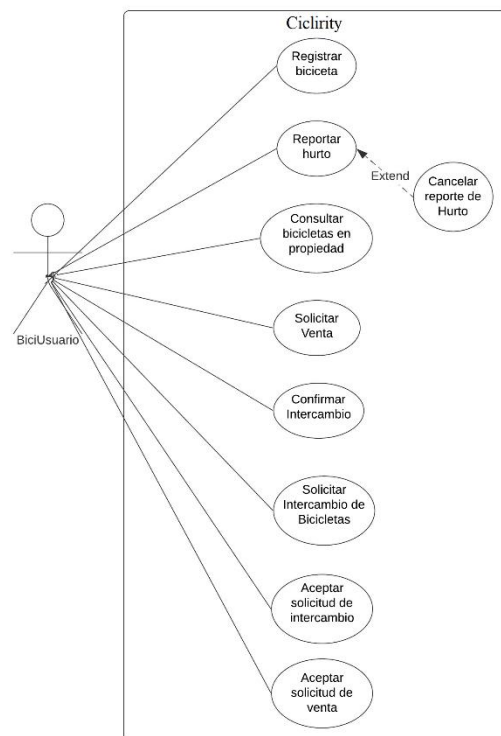 Ciclirity
Registrar
biciceta
Reportar
hurto
Extend
Cancelar
reporte de
Hurto
Consultar
bicicletas en
propiedad
BiciUsuario
Solicitar
Venta
Confirmar
Intercambio
Solicitar
Intercambio de
Bicicletas
Aceptar
solicitud de
intercambio
Aceptar
solicitud de
venta